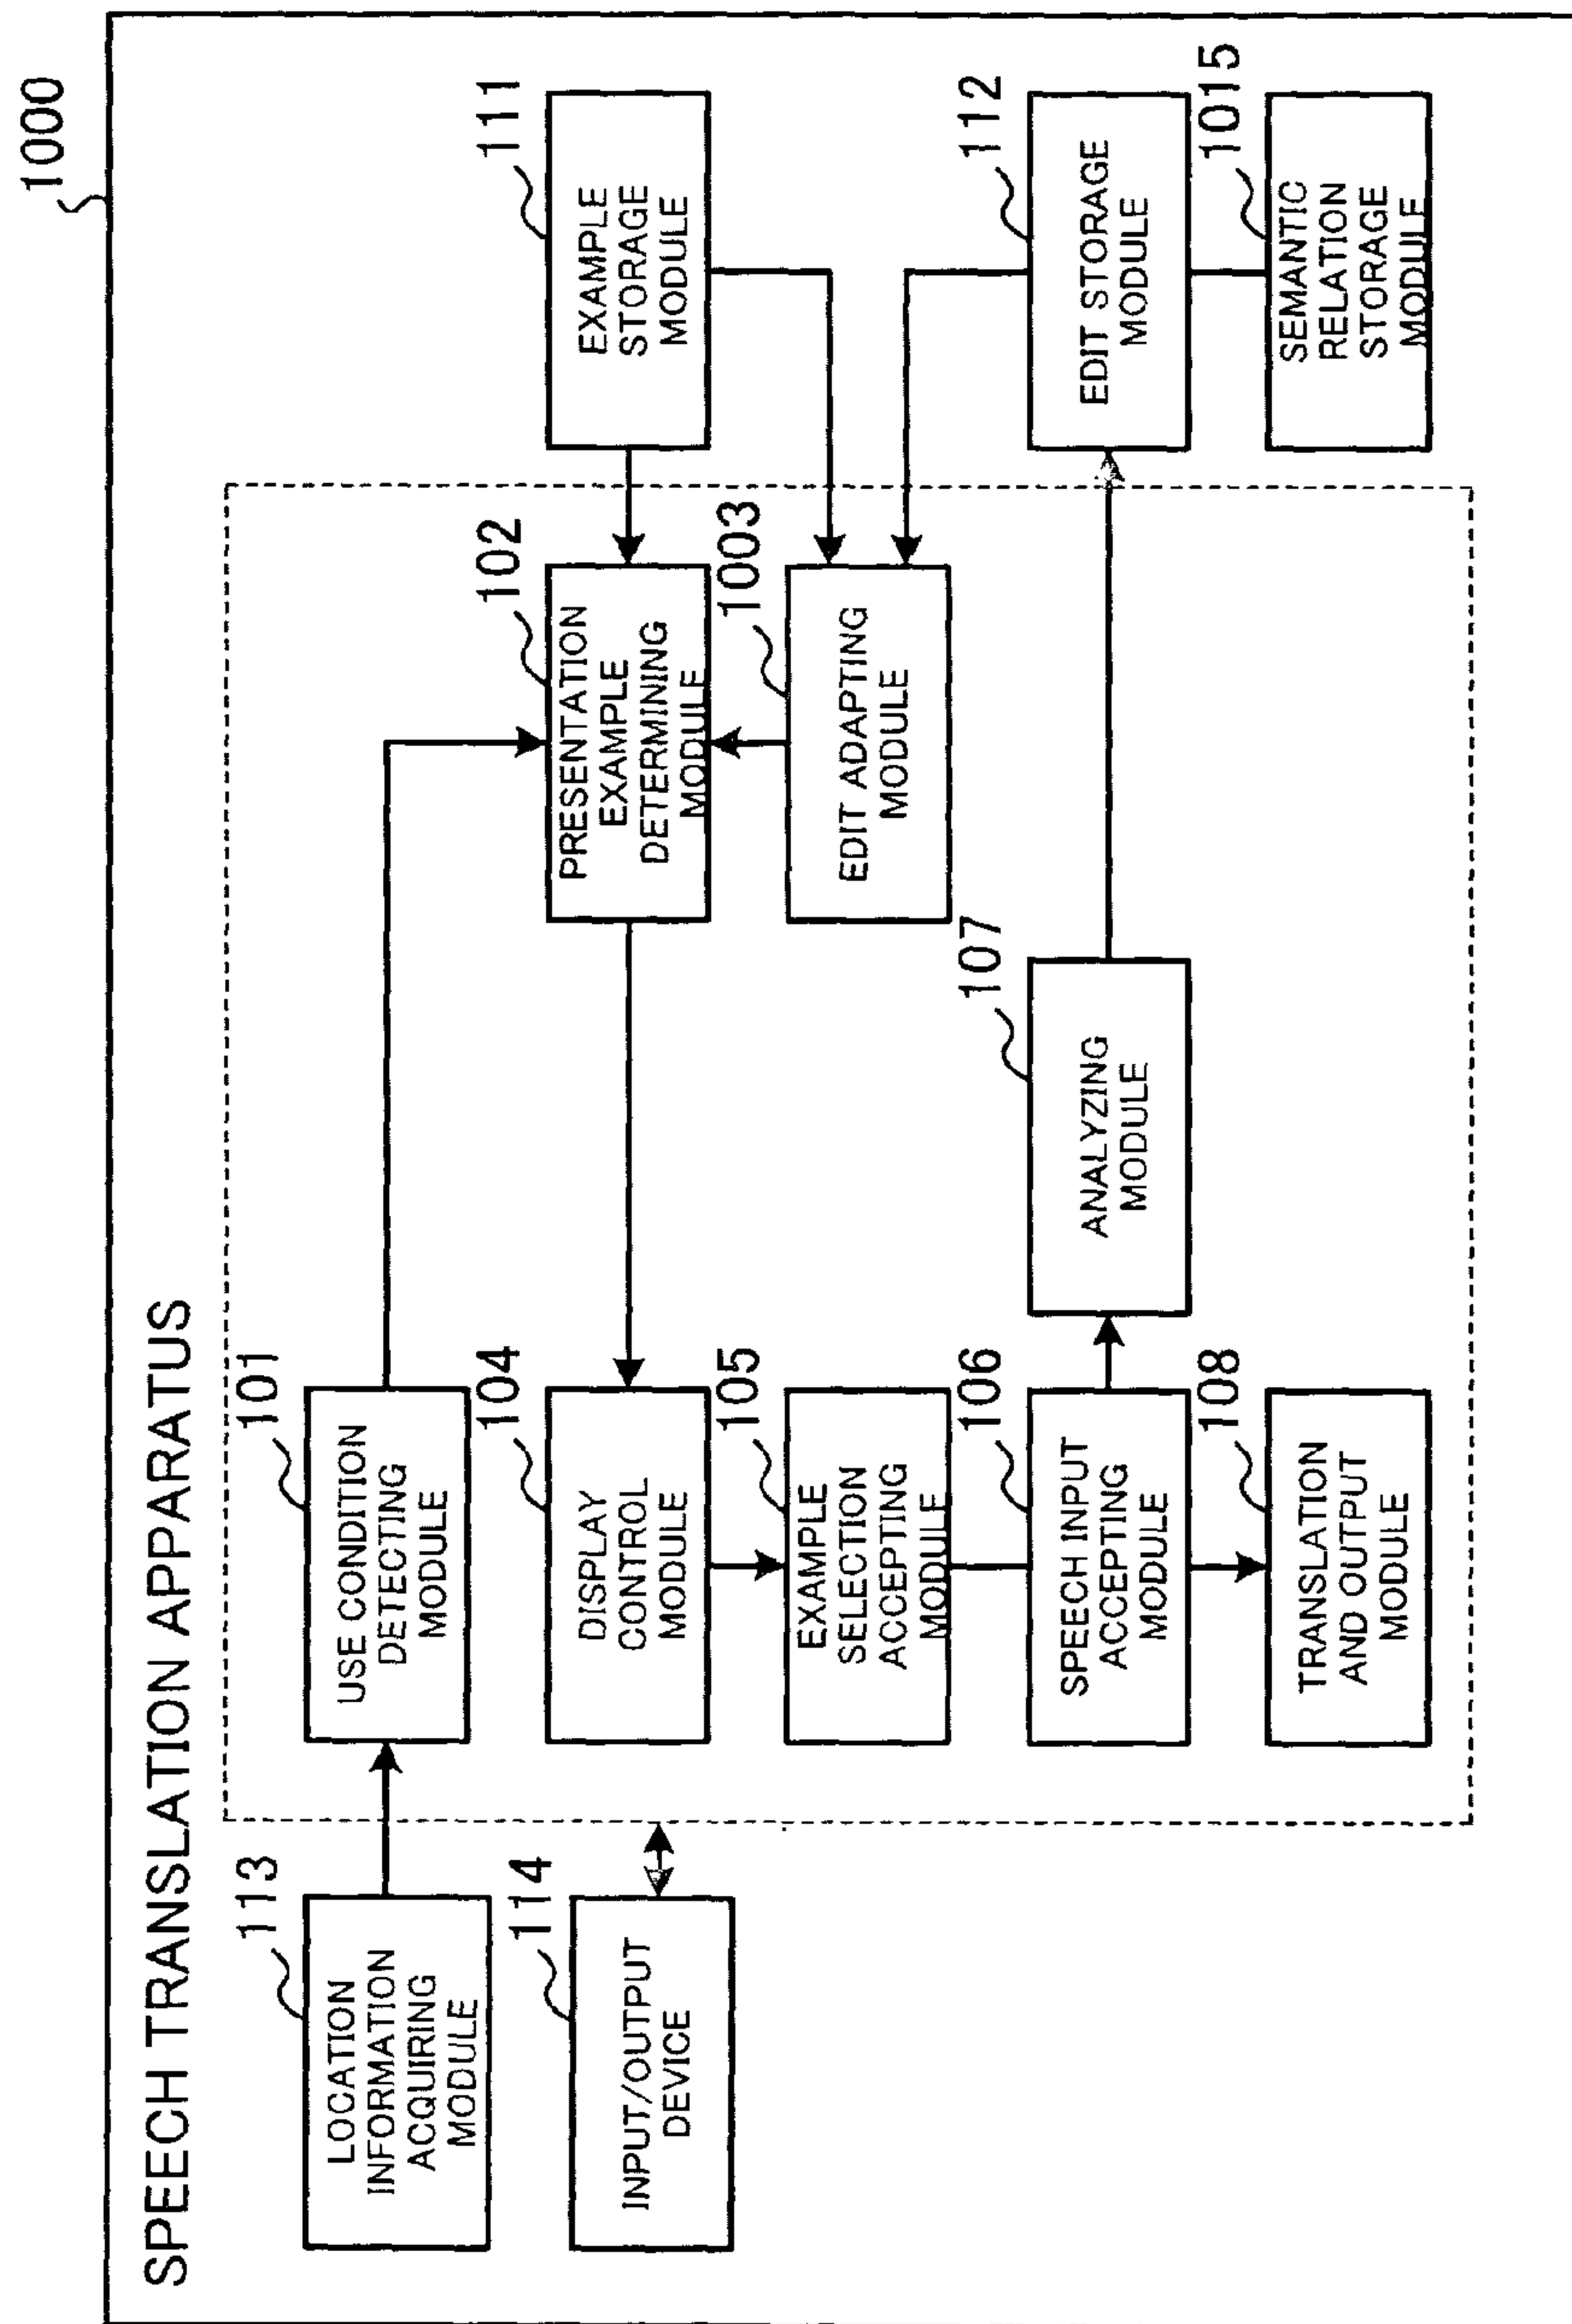 1000
SPEECH TRANSLATION APPARATUS
113
LOCATION
INFORMATION
ACQUIRING
MODULE
101
USE CONDITION
DETECTING
MODULE
114
INPUT/OUTPUT
DEVICE
104
DISPLAY
CONTROL
MODULE
102
PRESENTATION
EXAMPLE
DETERMINING
MODULE
111
EXAMPLE
STORAGE
MODULE
105
EXAMPLE
SELECTION
ACCEPTING
MODULE
1003
EDIT ADAPTING
MODULE
106
SPEECH INPUT
ACCEPTING
MODULE
107
ANALYZING
MODULE
112
EDIT STORAGE
MODULE
108
TRANSLATION
AND OUTPUT
MODULE
1015
SEMANTIC
RELATION
STORAGE
MODULE